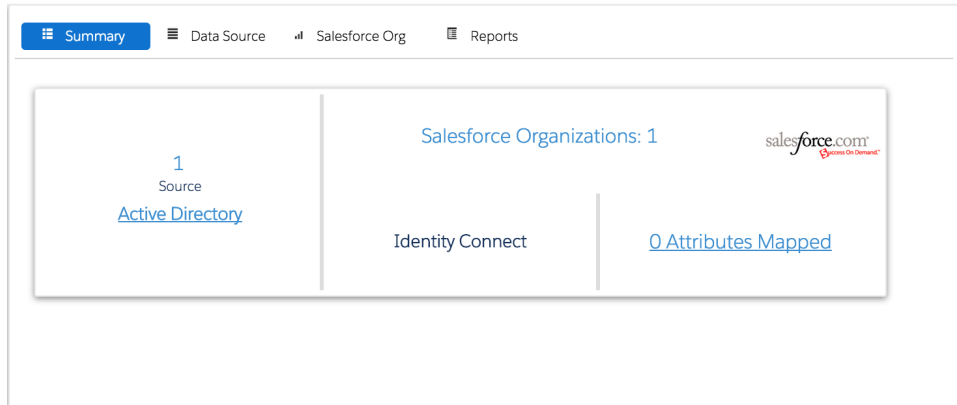 Summary
Data Source
Salesforce Org
Reports
1
Source
Active Directory
Salesforce Organizations: 1
salesforce.com
Success On Demand.™
Identity Connect
0 Attributes Mapped